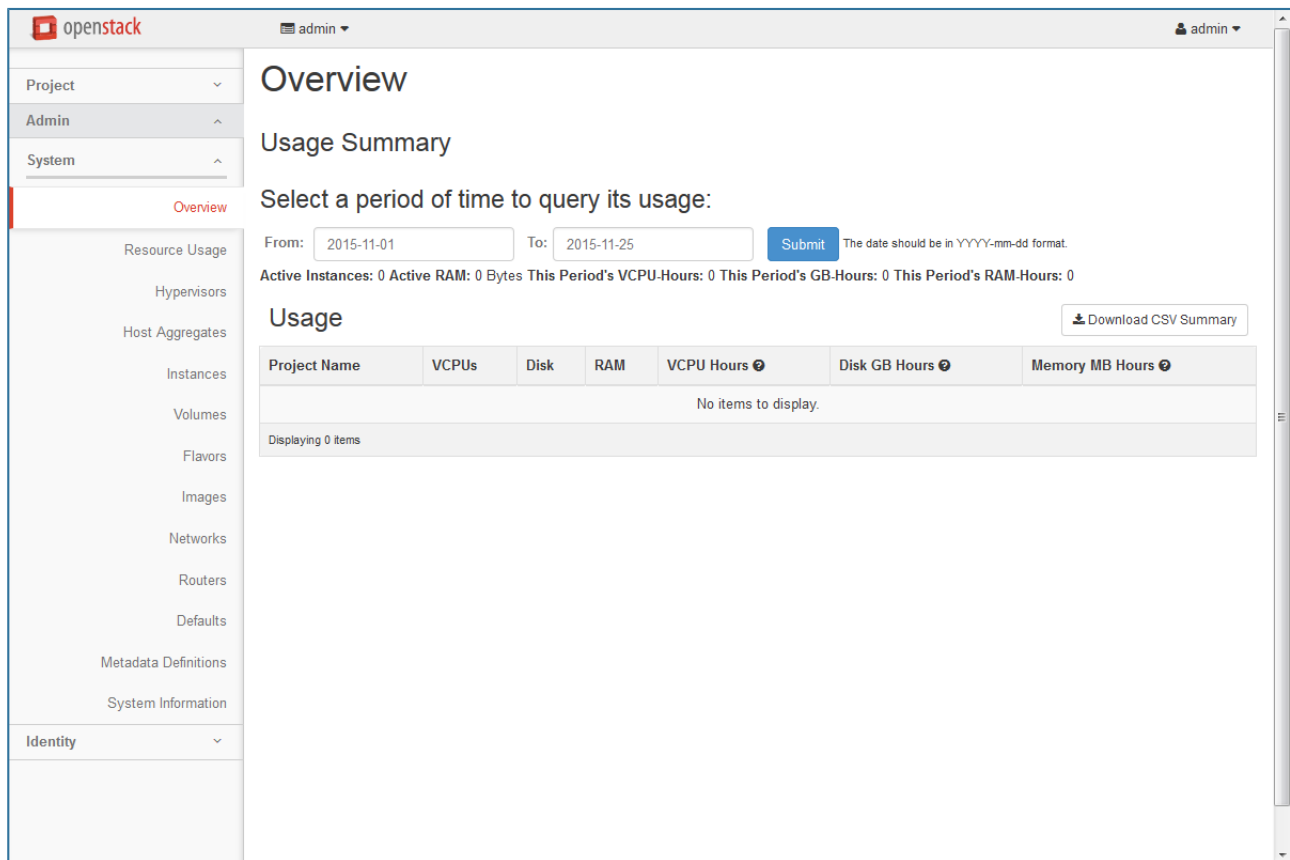 openstack
admin
admin
Project
Admin
System
Overview
Resource Usage
Hypervisors
Host Aggregates
Instances
Volumes
Flavors
Images
Networks
Routers
Defaults
Metadata Definitions
System Information
Identity
Overview
Usage Summary
Select a period of time to query its usage:
From: 2015-11-01 To: 2015-11-25 Submit The date should be in YYYY-mm-dd format.
Active Instances: 0 Active RAM: 0 Bytes This Period's VCPU-Hours: 0 This Period's GB-Hours: 0 This Period's RAM-Hours: 0
Usage
Download CSV Summary
Project Name VCPUs Disk RAM VCPU Hours Disk GB Hours Memory MB Hours
No items to display.
Displaying 0 items